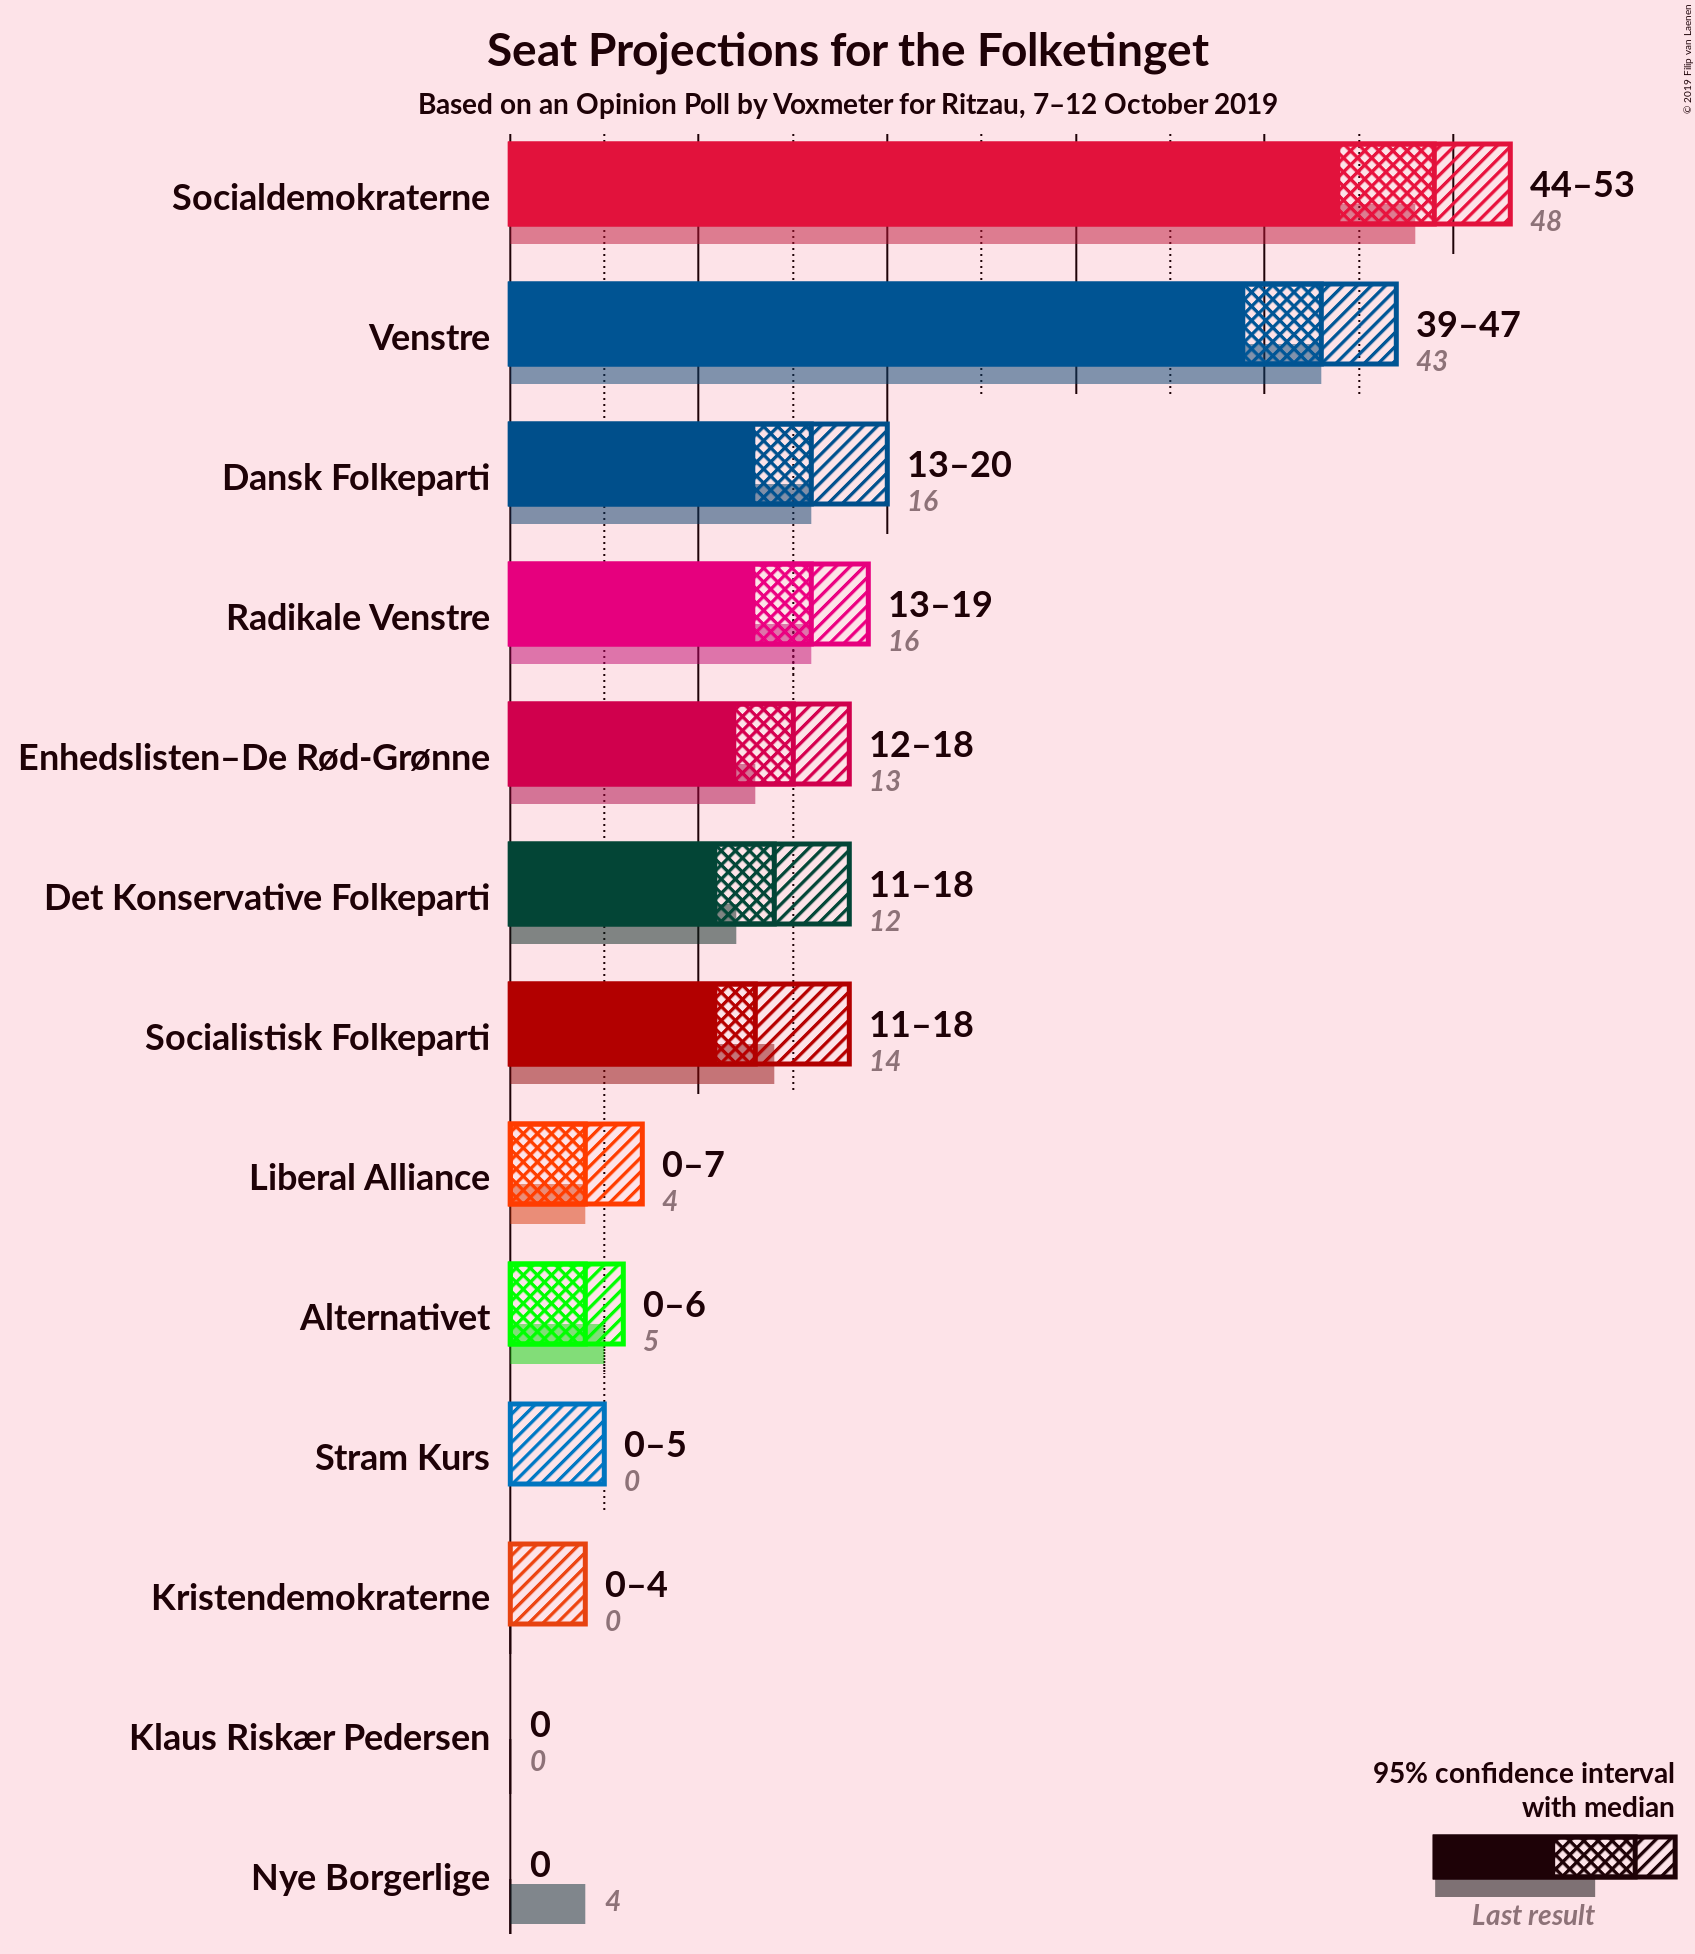 Seat Projections for the Folketinget
Based on an Opinion Poll by Voxmeter for Ritzau, 7–12 October 2019
© 2019 Filip van Laenen
Socialdemokraterne
44–53
48
Venstre
39–47
43
Dansk Folkeparti
13–20
16
Radikale Venstre
13–19
16
Enhedslisten–De Rød-Grønne
12–18
13
Det Konservative Folkeparti
11–18
12
Socialistisk Folkeparti
11–18
14
Liberal Alliance
0–7
4
Alternativet
0–6
5
Stram Kurs
0–5
0
Kristendemokraterne
0–4
0
Klaus Riskær Pedersen
0
0
Nye Borgerlige
0
4
95% confidence interval
with median
Last result